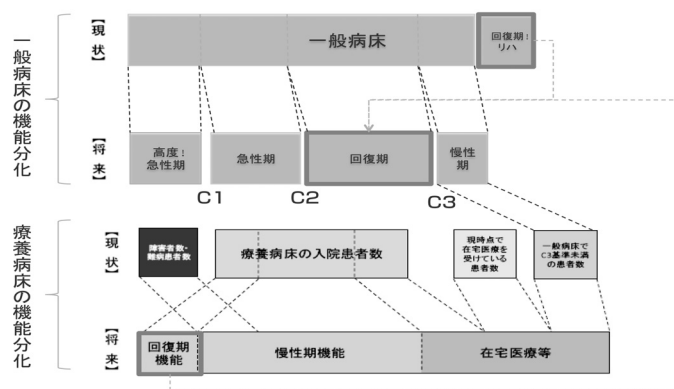 一般病床の機能分化
【現状】
一般病床
回復期!
リハ
【将来】
高度!
急性期
急性期
回復期
慢性
期
C1
C2
C3
療養病床の機能分化
【現状】
障害者数・
難病患者数
療養病床の入院患者数
現時点で
在宅医療を
受けている
患者数
一般病床で
C3基準未満
の患者数
【将来】
回復期
機能
慢性期機能
在宅医療等